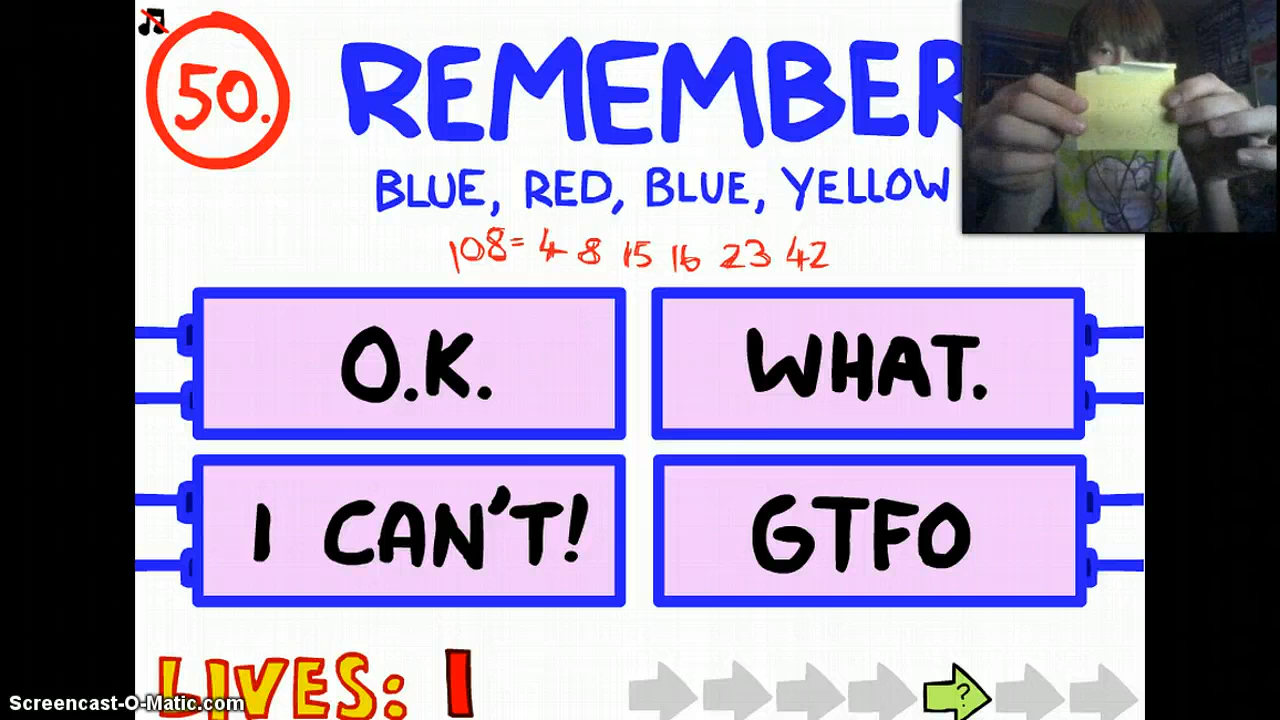 50.
REMEMBER
BLUE, RED, BLUE, YELLOW
108= 4 8 15 16 23 42
O.K.
WHAT.
I CAN'T!
GTFO
LIVES: 1
?
Screencast-O-Matic.com